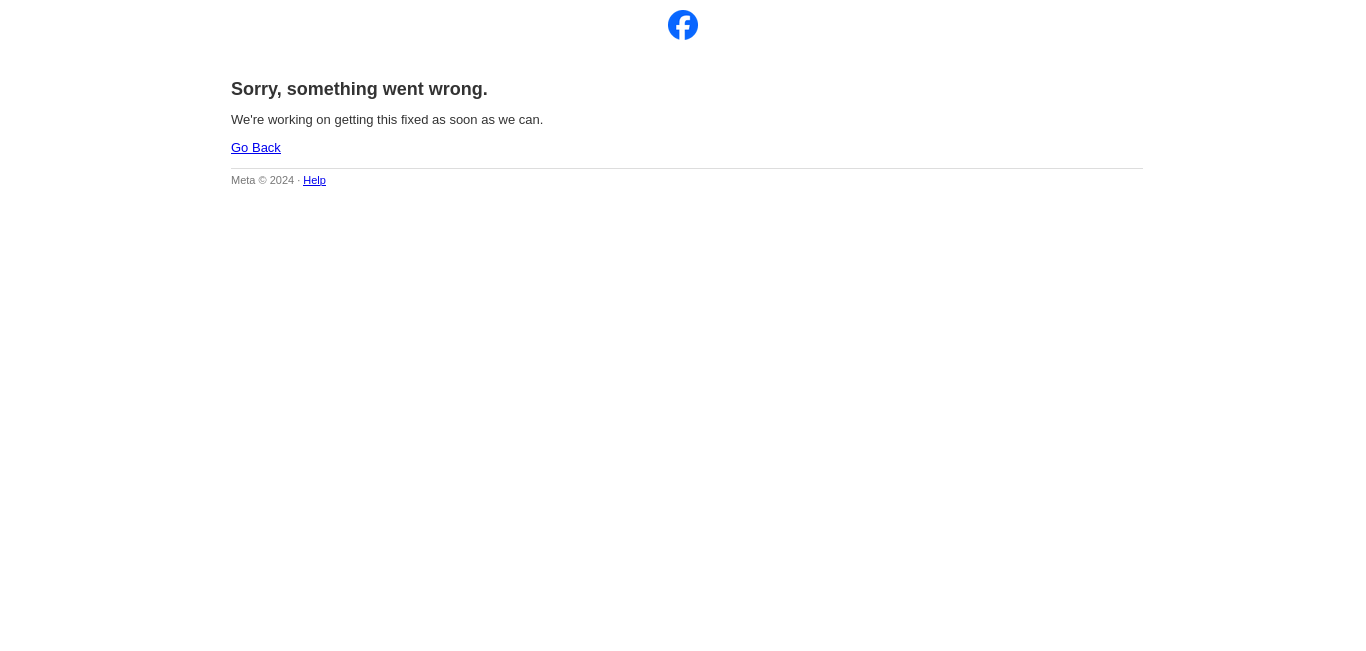 Sorry, something went wrong.
We're working on getting this fixed as soon as we can.
Go Back
Meta © 2024 · Help